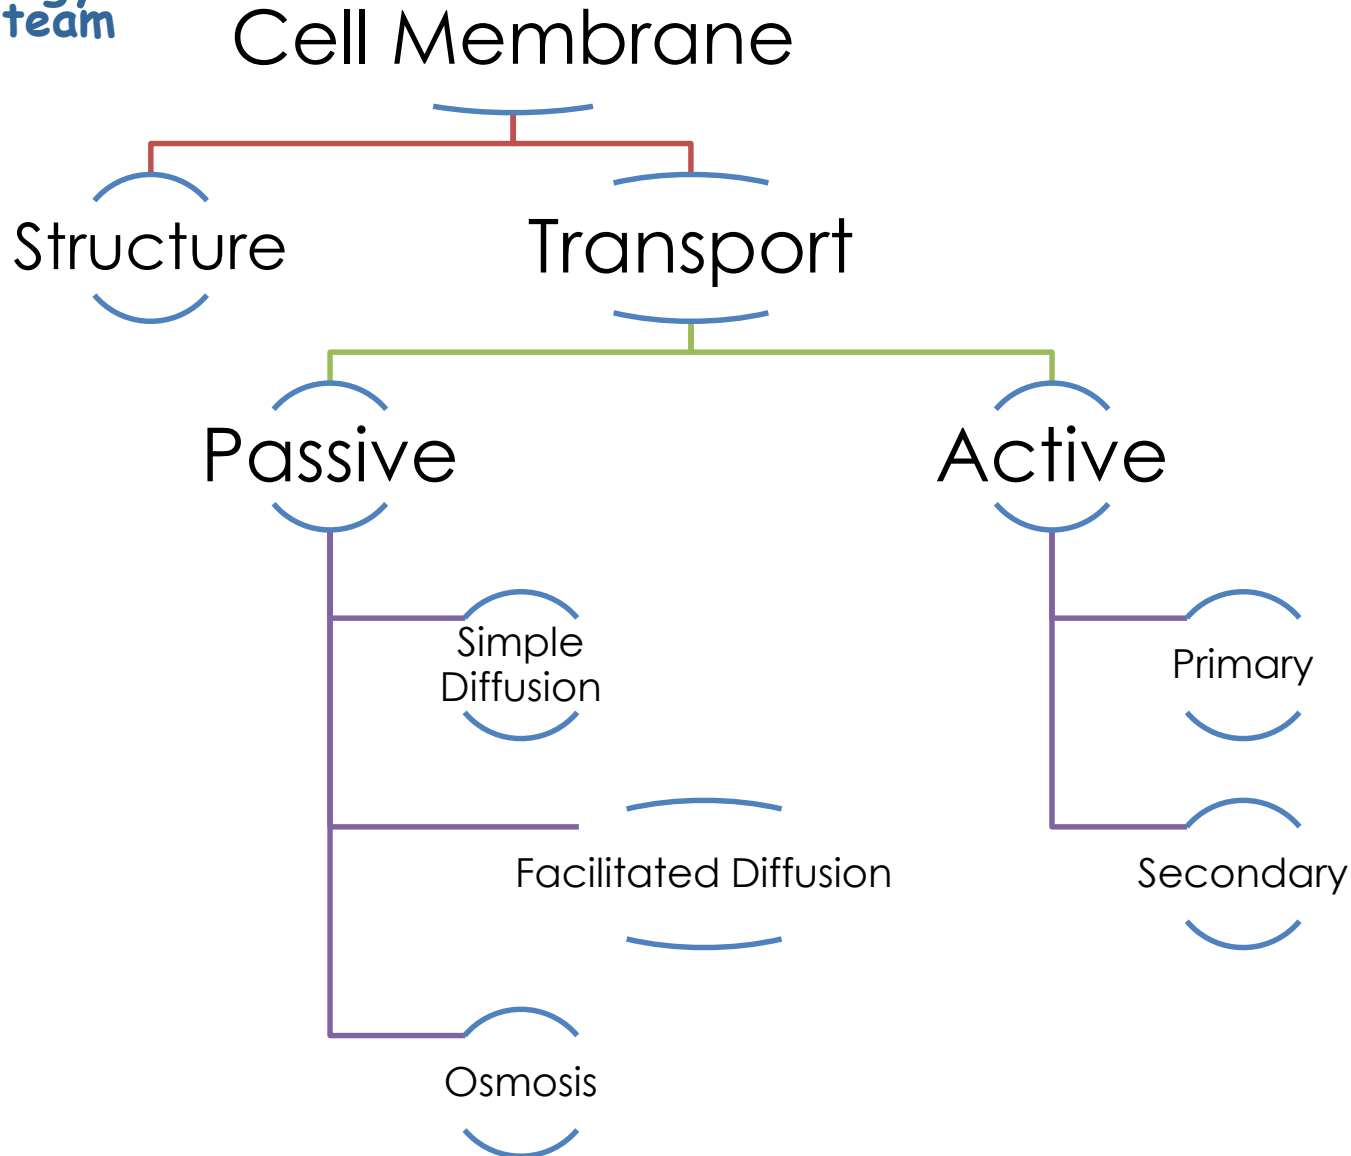 team
Cell Membrane
Structure
Transport
Passive
Active
Simple
Diffusion
Primary
Facilitated Diffusion
Secondary
Osmosis